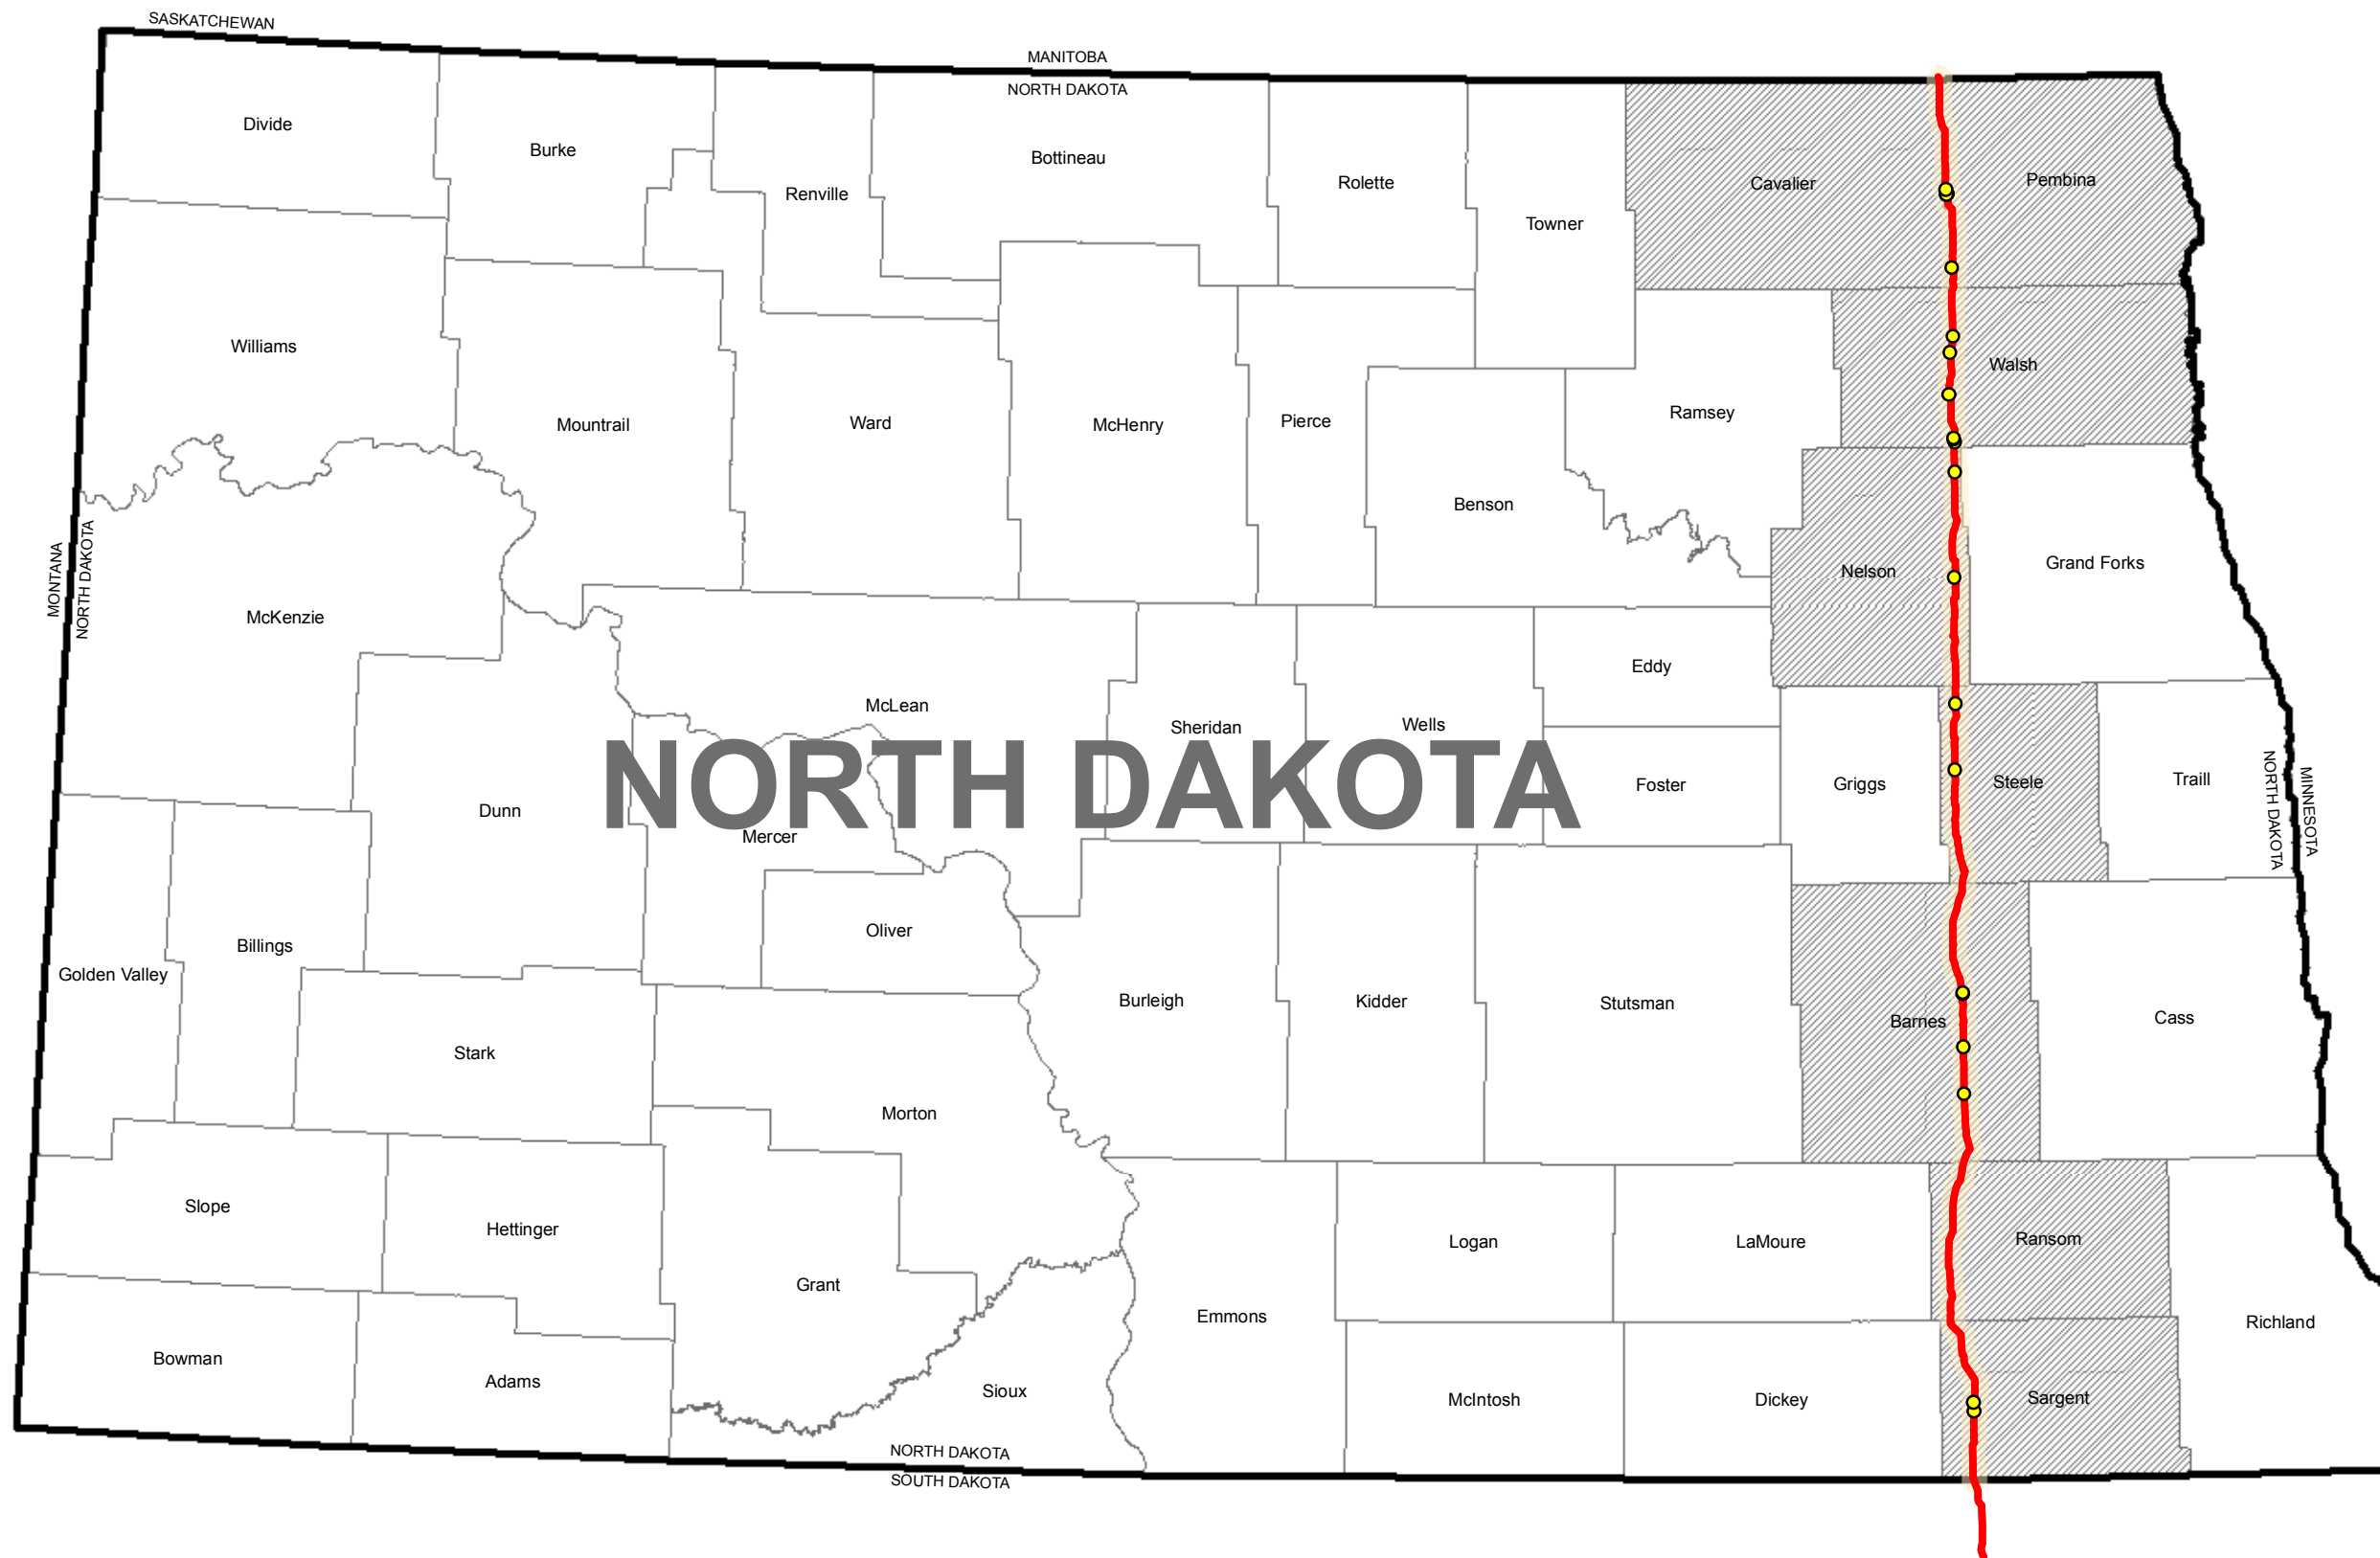 SASKATCHEWAN
MANITOBA
NORTH DAKOTA
Divide
Burke
Renville
Bottineau
Rolette
Towner
Cavalier
Pembina
Williams
Mountrail
Ward
McHenry
Pierce
Ramsey
Walsh
Benson
Nelson
Grand Forks
MONTANA
NORTH DAKOTA
McKenzie
McLean
Sheridan
Wells
Eddy
Foster
Griggs
Steele
Traill
NORTH DAKOTA
MINNESOTA
NORTH DAKOTA
Dunn
Mercer
Oliver
Golden Valley
Billings
Stark
Burleigh
Kidder
Stutsman
Barnes
Cass
Morton
Slope
Hettinger
Grant
Logan
LaMoure
Ransom
Emmons
Richland
Bowman
Adams
Sioux
McIntosh
Dickey
Sargent
NORTH DAKOTA
SOUTH DAKOTA